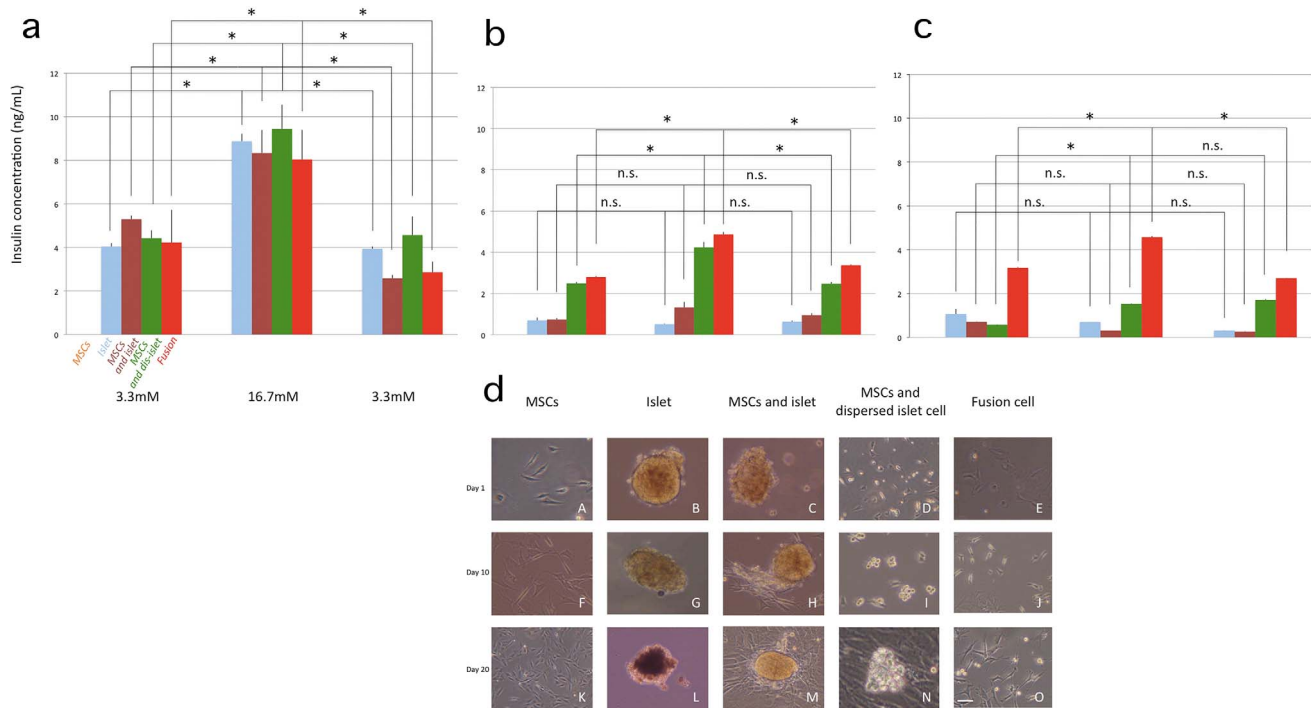 a
*
*
*
*
*
*
*
*
Insulin concentration (ng/mL)
12
10
8
6
4
2
0
MSCs
Islet
MSCs
and islet
MSCs
and dis-islet
Fusion
3.3mM
16.7mM
3.3mM
b
12
10
8
6
4
2
0
*
*
*
*
n.s.
n.s.
n.s.
n.s.
c
12
10
8
6
4
2
0
*
*
*
n.s.
n.s.
n.s.
n.s.
n.s.
d
MSCs
Islet
MSCs and islet
MSCs and
dispersed islet cell
Fusion cell
Day 1
A
B
C
D
E
Day 10
F
G
H
I
J
Day 20
K
L
M
N
O